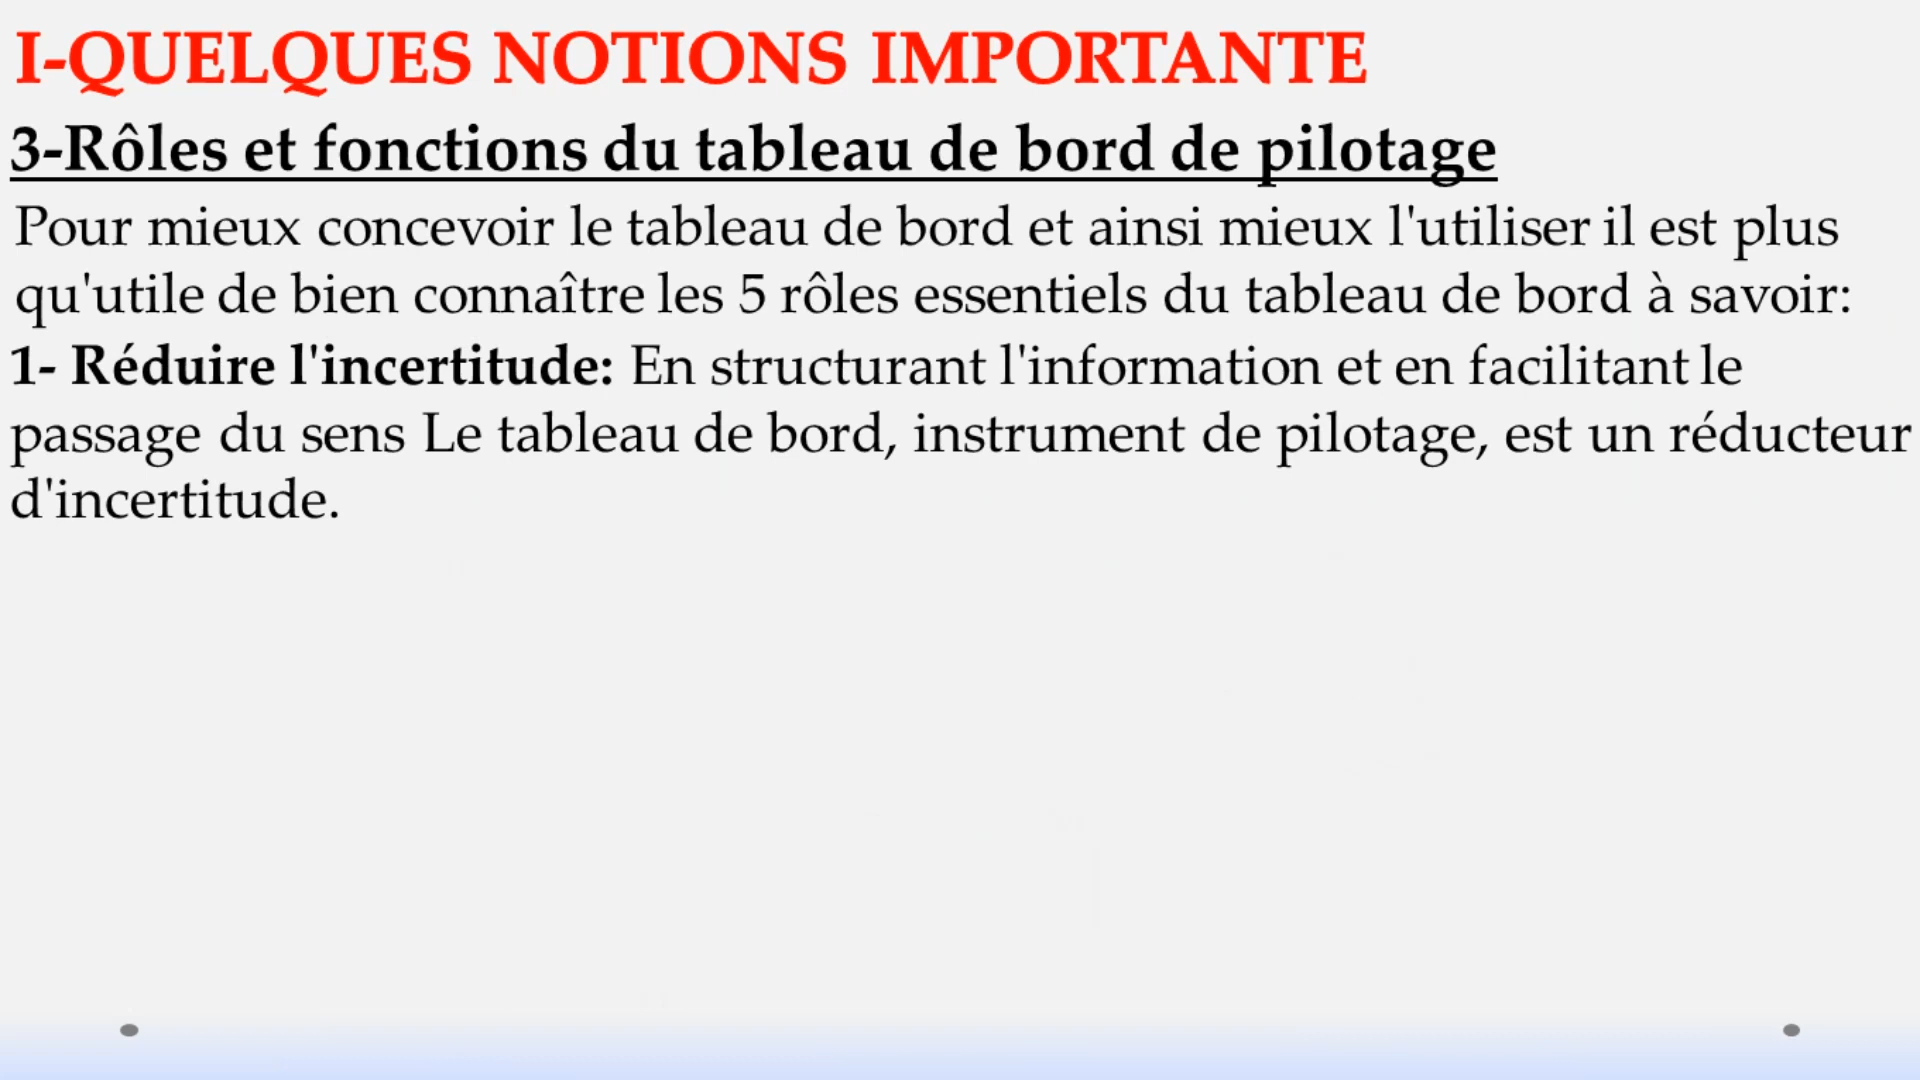 I-QUELQUES NOTIONS IMPORTANTE
3-Rôles et fonctions du tableau de bord de pilotage
Pour mieux concevoir le tableau de bord et ainsi mieux l'utiliser il est plus
qu'utile de bien connaître les 5 rôles essentiels du tableau de bord à savoir:
1- Réduire l'incertitude: En structurant l'information et en facilitant le
passage du sens Le tableau de bord, instrument de pilotage, est un réducteur
d'incertitude.